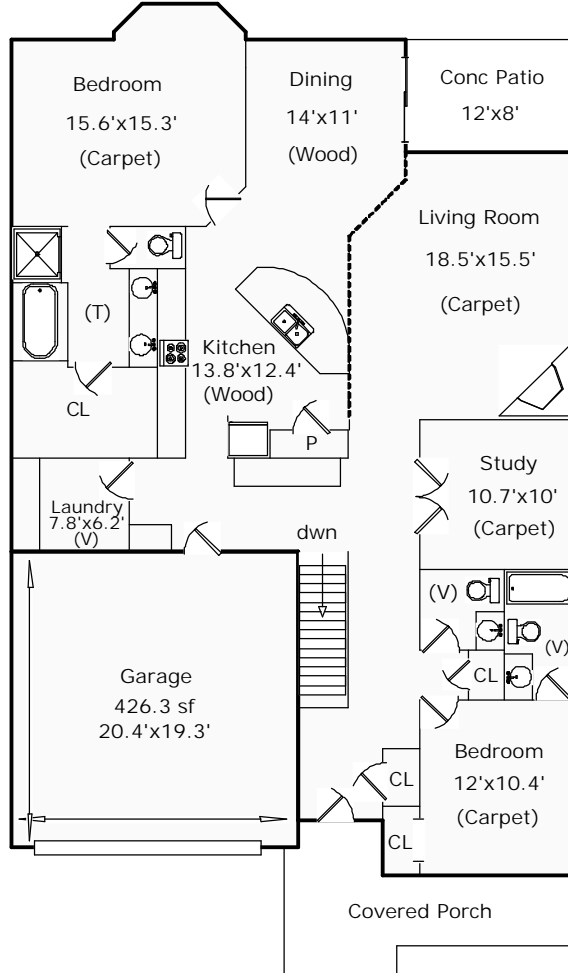 Bedroom
15.6'x15.3'
(Carpet)
Dining
14'x11'
(Wood)
Conc Patio
12'x8'
Living Room
18.5'x15.5'
(Carpet)
(T)
Kitchen
13.8'x12.4'
(Wood)
CL
P
Laundry
7.8'x6.2'
(V)
Study
10.7'x10'
(Carpet)
dwn
(V)
(V)
CL
Garage
426.3 sf
20.4'x19.3'
Bedroom
12'x10.4'
(Carpet)
CL
CL
Covered Porch